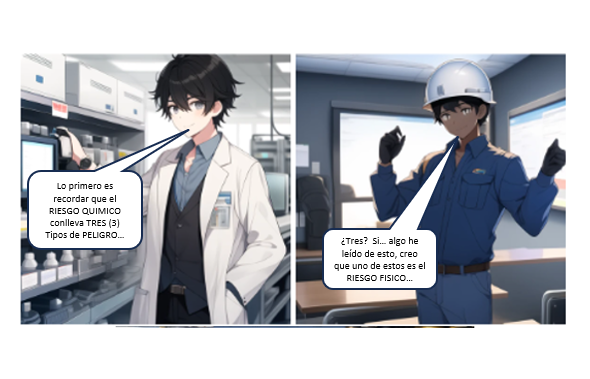 Lo primero es
recordar que el
RIESGO QUIMICO
conlleva TRES (3)
Tipos de PELIGRO...
¿Tres? Si... algo he
leído de esto, creo
que uno de estos es el
RIESGO FISICO...